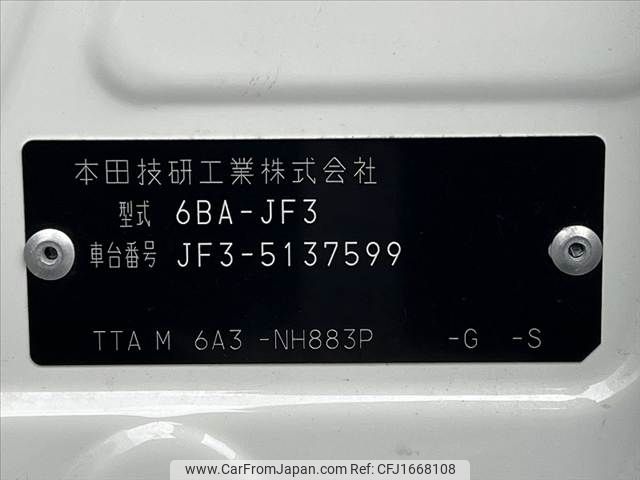 本田技研工業株式会社
型式 6BA-JF3
車台番号 JF3-5137599
TTA M 6A3 -NH883P -G -S
www.CarFromJapan.com - CFJ1668108